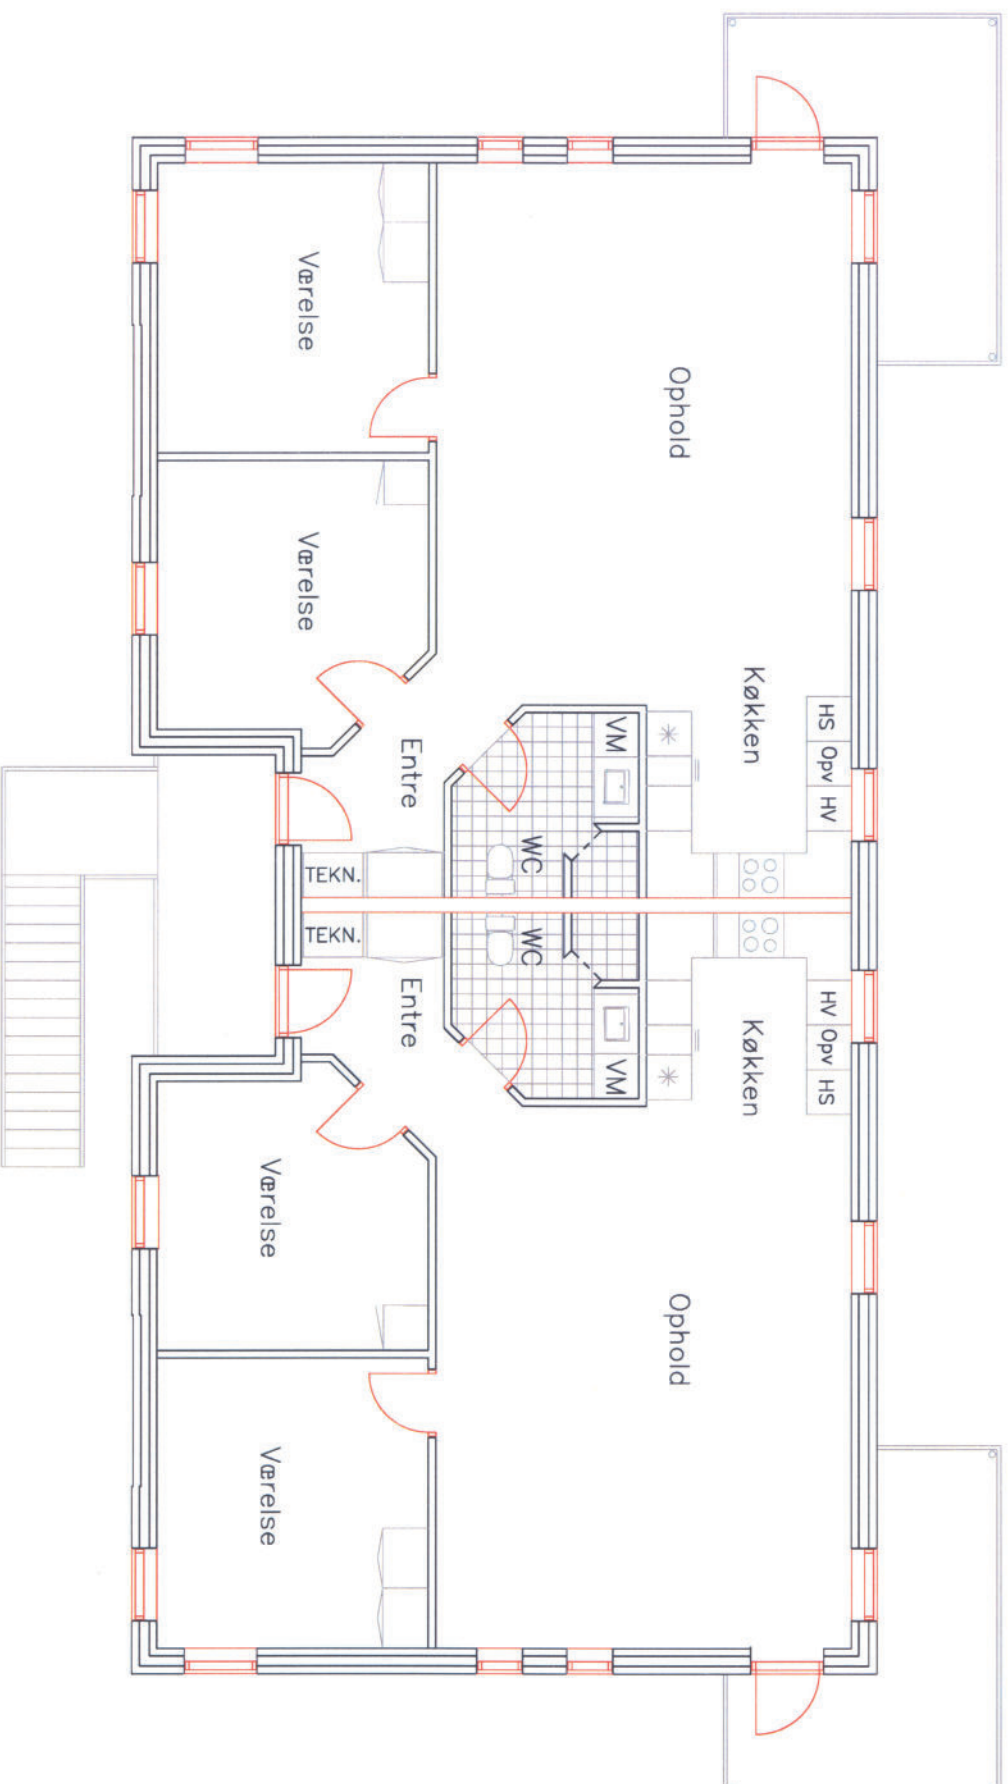 Værelse
Værelse
Ophold
Køkken
HS
Opv
HV
VM
Entre
WC
TEKN.
TEKN.
WC
Entre
VM
HV
Opv
HS
Køkken
Ophold
Værelse
Værelse